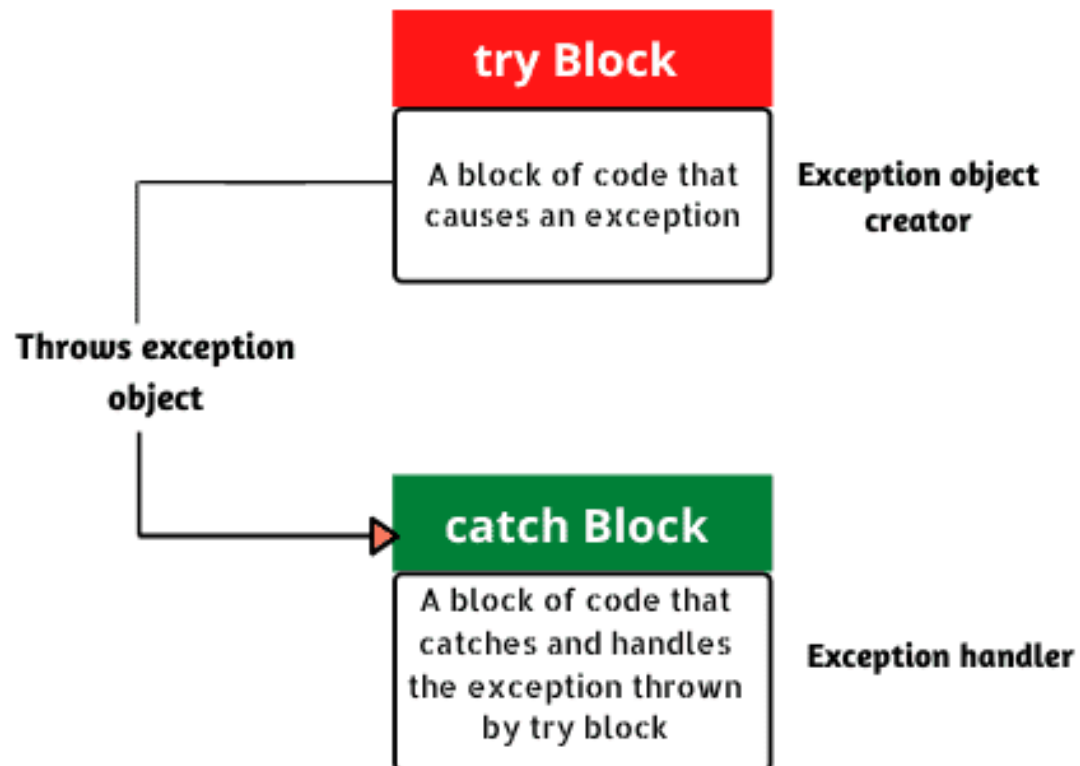 try Block
A block of code that
causes an exception
Exception object
creator
Throws exception
object
catch Block
A block of code that
catches and handles
the exception thrown
by try block
Exception handler